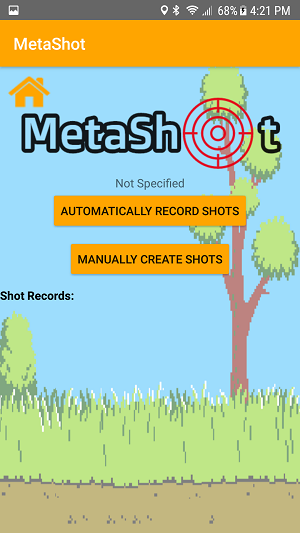 68% 4:21 PM
MetaShot
MetaShot
Not Specified
AUTOMATICALLY RECORD SHOTS
MANUALLY CREATE SHOTS
Shot Records: